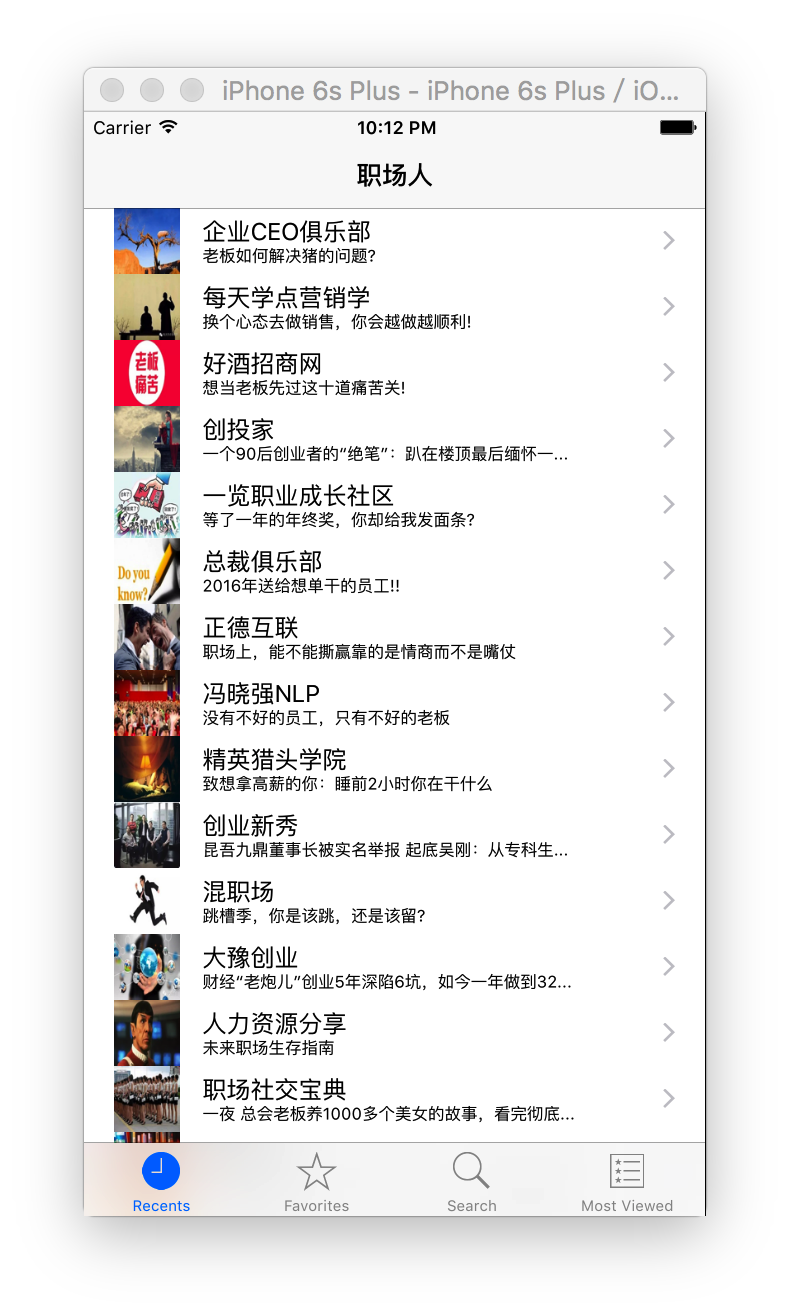 iPhone 6s Plus - iPhone 6s Plus / iO...
Carrier
10:12 PM
职场人
企业CEO俱乐部
老板如何解决猪的问题?
每天学点营销学
换个心态去做销售，你会越做越顺利!
老板
痛苦
好酒招商网
想当老板先过这十道痛苦关!
创投家
一个90后创业者的“绝笔”：趴在楼顶最后缅怀一...
一览职业成长社区
等了一年的年终奖，你却给我发面条?
Do you
know?
总裁俱乐部
2016年送给想单干的员工!!
正德互联
职场上，能不能撕赢靠的是情商而不是嘴仗
冯晓强NLP
没有不好的员工，只有不好的老板
精英猎头学院
致想拿高薪的你：睡前2小时你在干什么
创业新秀
昆吾九鼎董事长被实名举报 起底吴刚：从专科生...
混职场
跳槽季，你是该跳，还是该留?
大豫创业
财经“老炮儿”创业5年深陷6坑，如今一年做到32...
人力资源分享
未来职场生存指南
职场社交宝典
一夜 总会老板养1000多个美女的故事，看完彻底...
Recents
Favorites
Search
Most Viewed